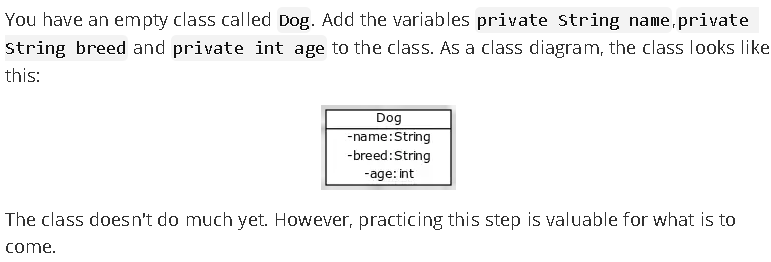 You have an empty class called Dog. Add the variables private String name,private
String breed and private int age to the class. As a class diagram, the class looks like
this:
Dog
-name:String
-breed:String
-age:int
The class doesn't do much yet. However, practicing this step is valuable for what is to
come.